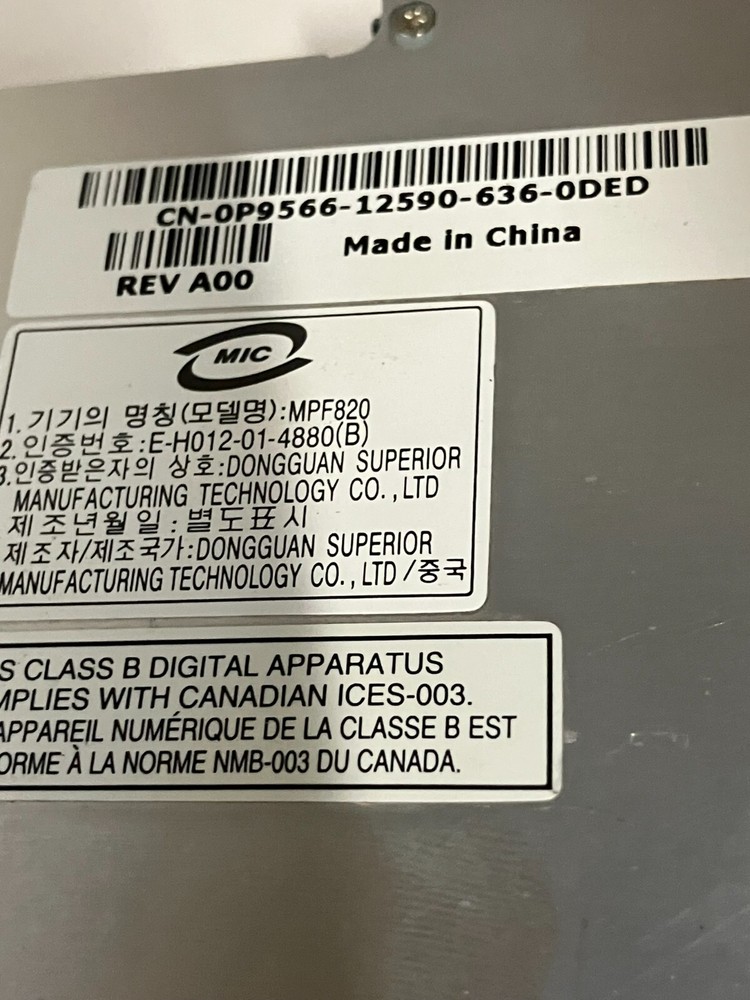 CN-0P9566-12590-636-0DED
REV A00
Made in China
MIC
1. 기기의 명칭(모델명):MPF820
2. 인증번호:E-H012-01-4880(B)
3.인증받은자의 상호:DONGGUAN SUPERIOR
MANUFACTURING TECHNOLOGY CO.,LTD
제조년월일:별도표시
제조자/제조국가:DONGGUAN SUPERIOR
MANUFACTURING TECHNOLOGY CO.,LTD/중국
S CLASS B DIGITAL APPARATUS
MPLIES WITH CANADIAN ICES-003.
APPAREIL NUMÉRIQUE DE LA CLASSE B EST
ORME À LA NORME NMB-003 DU CANADA.